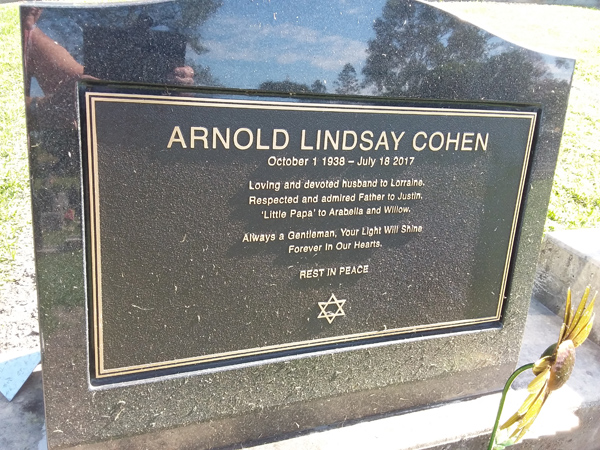 ARNOLD LINDSAY COHEN
October 1 1938 – July 18 2017
Loving and devoted husband to Lorraine.
Respected and admired Father to Justin.
'Little Papa' to Arabella and Willow.
Always a Gentleman, Your Light Will Shine
Forever In Our Hearts.
REST IN PEACE